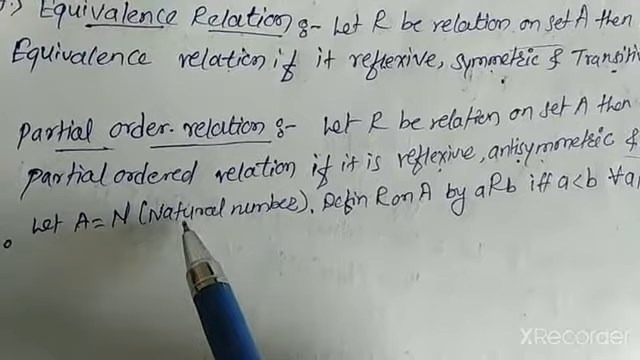 .) Equivalence Relation :- Let R be relation on set A then
Equivalence relation if it reflexive, symmetric & Transiti
Partial order relation :- Let R be relation on set A then
Partial ordered relation if it is reflexive, antisymmetric &
Let A = N (Natural number). Defin R on A by aRb iff a<b ∀a,
XRecorder